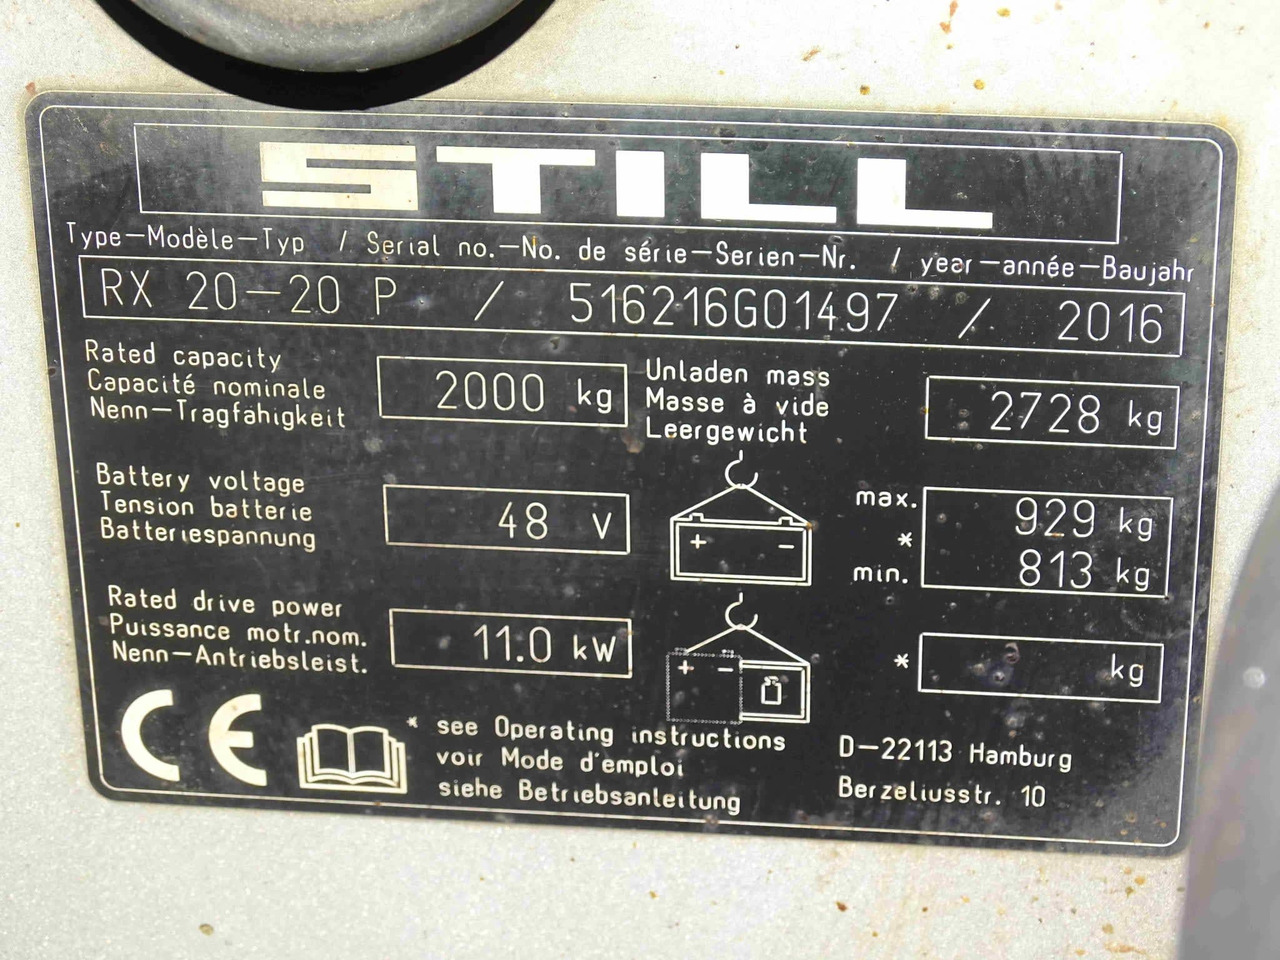 STILL
Type-Modèle-Typ / Serial no.-No. de série-Serien-Nr. / year-année-Baujahr
RX 20-20 P / 516216G01497 / 2016
Rated capacity
Capacité nominale
Nenn-Tragfähigkeit
2000 kg
Unladen mass
Masse à vide
Leergewicht
2728 kg
Battery voltage
Tension batterie
Batteriespannung
48 V
+ -
max.
*
min.
929 kg
813 kg
Rated drive power
Puissance motr.nom.
Nenn-Antriebsleist.
11.0 kW
+ -
* kg
CE
* see Operating instructions
voir Mode d'emploi
siehe Betriebsanleitung
D-22113 Hamburg
Berzeliusstr. 10